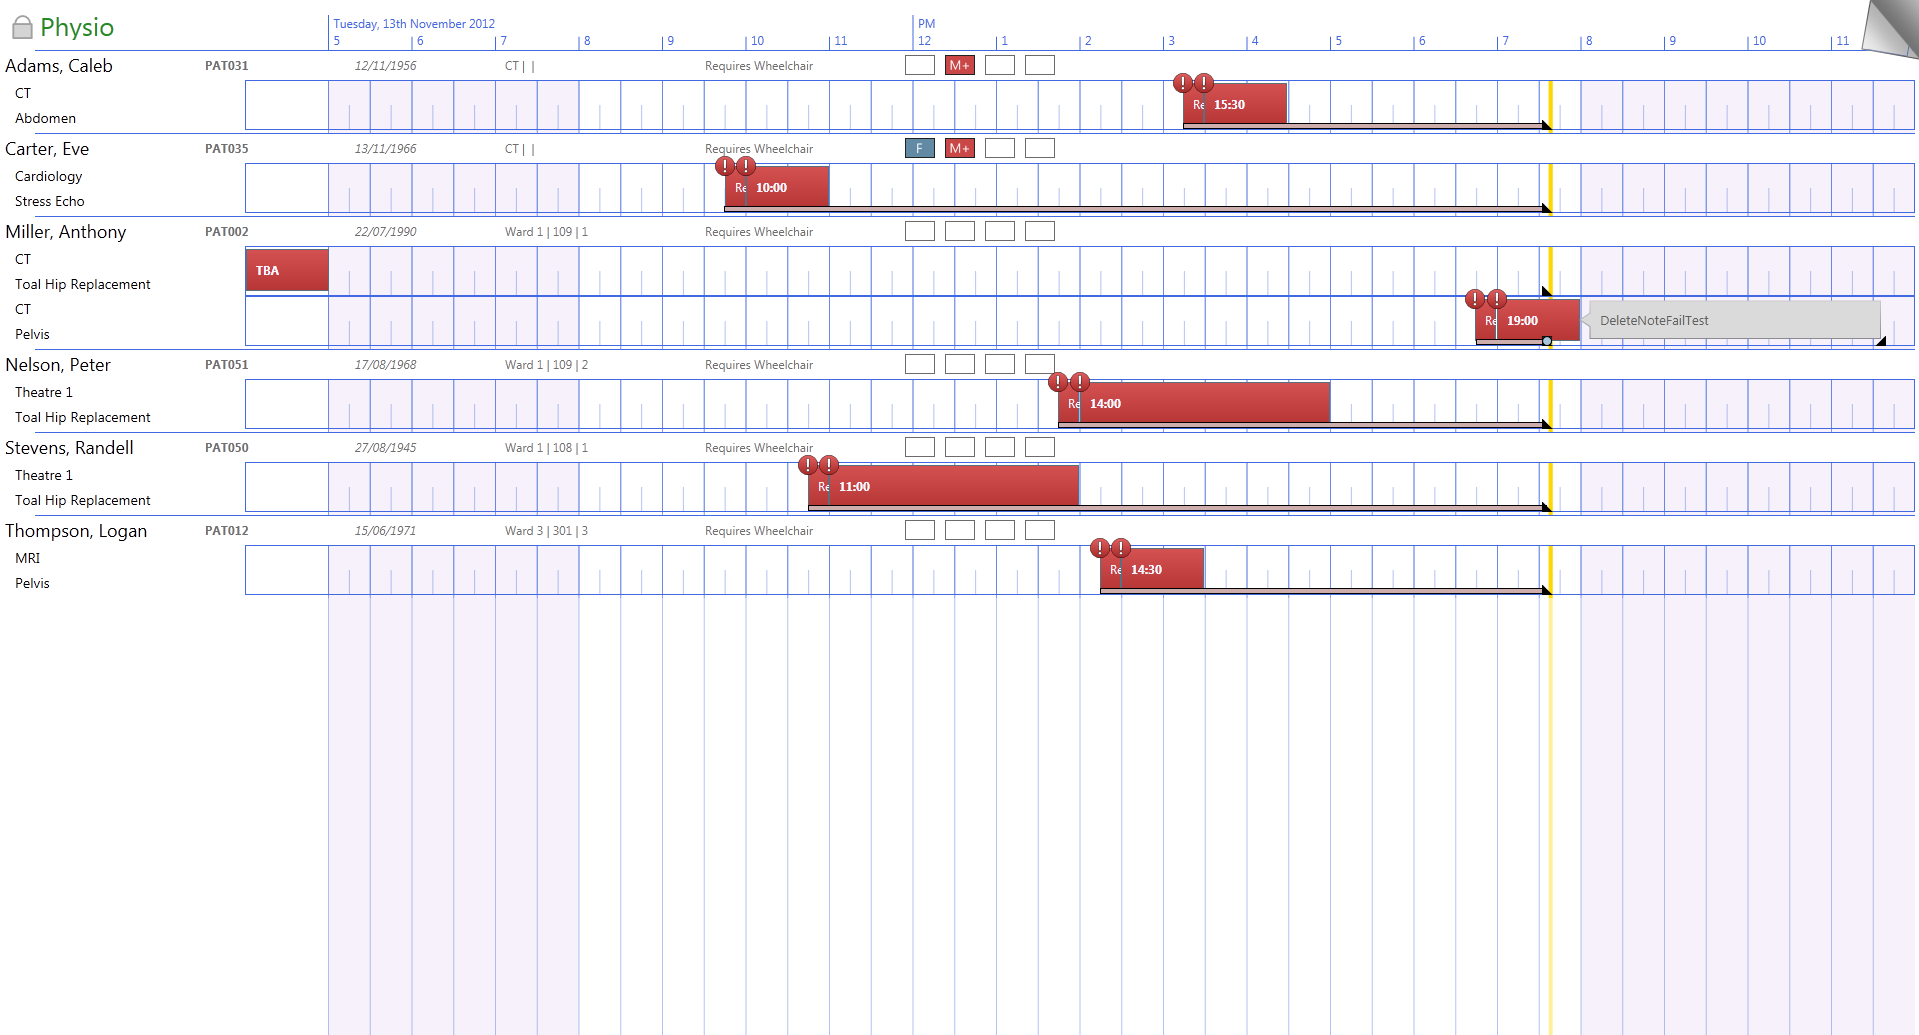 Physio
Tuesday, 13th November 2012 PM
5 6 7 8 9 10 11 12 1 2 3 4 5 6 7 8 9 10 11
Adams, Caleb PAT031 12/11/1956 CT | | Requires Wheelchair M+
CT
Re 15:30
Abdomen
Carter, Eve PAT035 13/11/1966 CT | | Requires Wheelchair F M+
Cardiology
Re 10:00
Stress Echo
Miller, Anthony PAT002 22/07/1990 Ward 1 | 109 | 1 Requires Wheelchair
CT
TBA
Toal Hip Replacement
CT
Re 19:00 DeleteNoteFailTest
Pelvis
Nelson, Peter PAT051 17/08/1968 Ward 1 | 109 | 2 Requires Wheelchair
Theatre 1
Re 14:00
Toal Hip Replacement
Stevens, Randell PAT050 27/08/1945 Ward 1 | 108 | 1 Requires Wheelchair
Theatre 1
Re 11:00
Toal Hip Replacement
Thompson, Logan PAT012 15/06/1971 Ward 3 | 301 | 3 Requires Wheelchair
MRI
Re 14:30
Pelvis